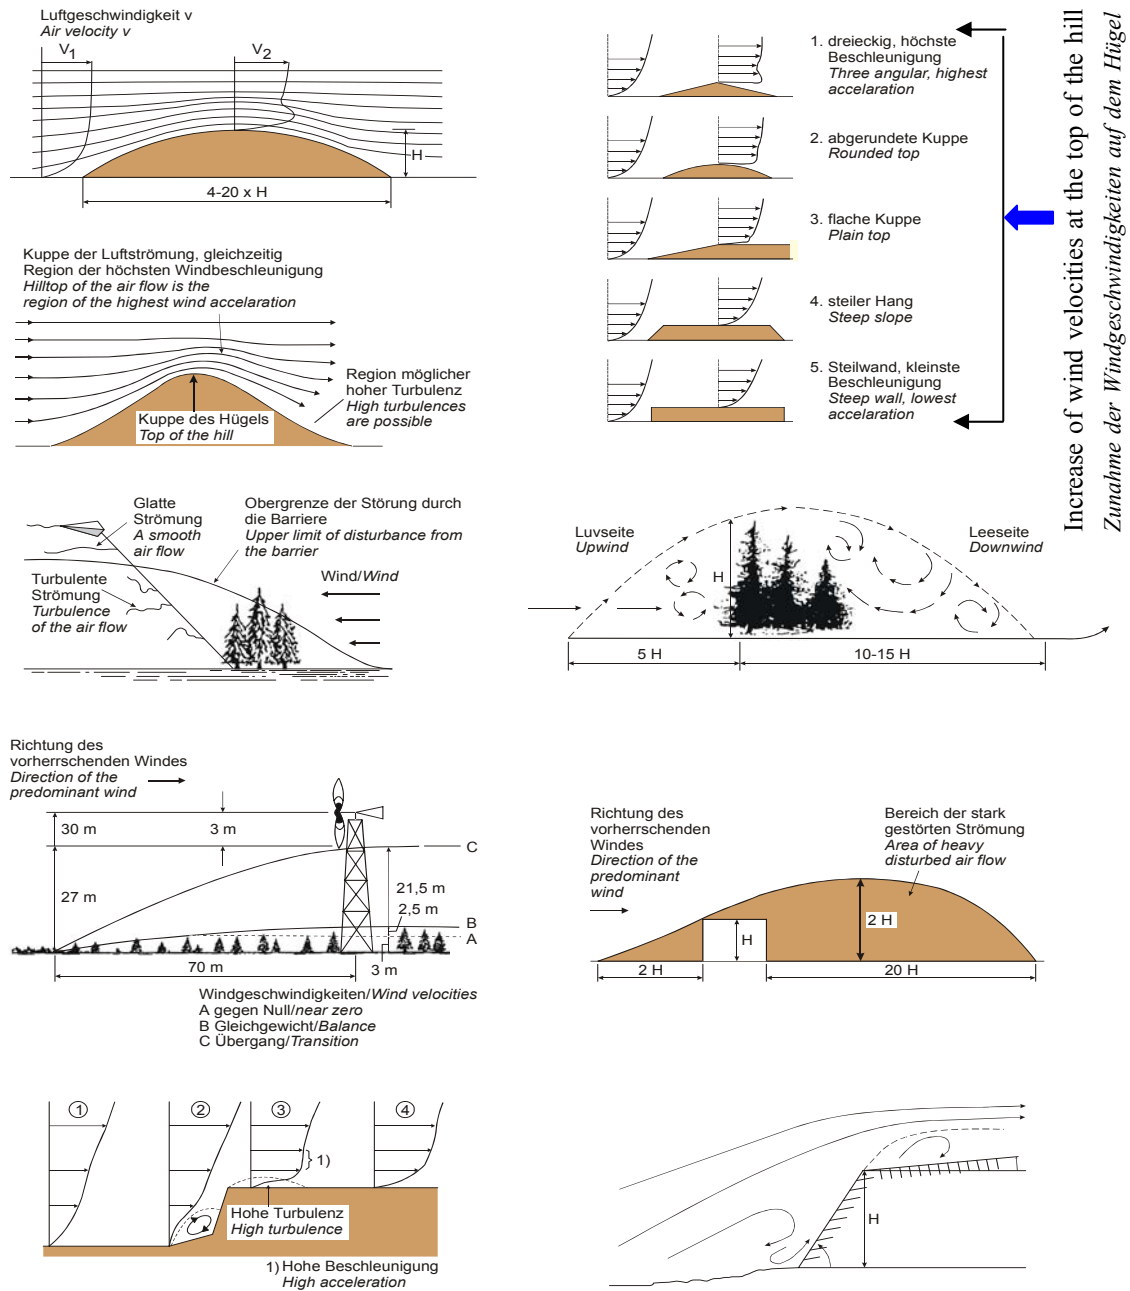 Luftgeschwindigkeit v
Air velocity v
V1
V2
H
4-20 x H
Kuppe der Luftströmung, gleichzeitig
Region der höchsten Windbeschleunigung
Hilltop of the air flow is the
region of the highest wind accelaration
Region möglicher
hoher Turbulenz
High turbulences
are possible
Kuppe des Hügels
Top of the hill
1. dreieckig, höchste
Beschleunigung
Three angular, highest
accelaration
2. abgerundete Kuppe
Rounded top
3. flache Kuppe
Plain top
4. steiler Hang
Steep slope
5. Steilwand, kleinste
Beschleunigung
Steep wall, lowest
accelaration
Increase of wind velocities at the top of the hill
Zunahme der Windgeschwindigkeiten auf dem Hügel
Glatte
Strömung
A smooth
air flow
Obergrenze der Störung durch
die Barriere
Upper limit of disturbance from
the barrier
Turbulente
Strömung
Turbulence
of the air flow
Wind/Wind
Luvseite
Upwind
Leeseite
Downwind
H
5 H
10-15 H
Richtung des
vorherrschenden Windes
Direction of the
predominant wind
30 m
3 m
C
27 m
21,5 m
2,5 m
B
A
70 m
3 m
Windgeschwindigkeiten/Wind velocities
A gegen Null/near zero
B Gleichgewicht/Balance
C Übergang/Transition
Richtung des
vorherrschenden
Windes
Direction of the
predominant
wind
Bereich der stark
gestörten Strömung
Area of heavy
disturbed air flow
2 H
H
2 H
20 H
1
2
3
4
1)
Hohe Turbulenz
High turbulence
1) Hohe Beschleunigung
High acceleration
H